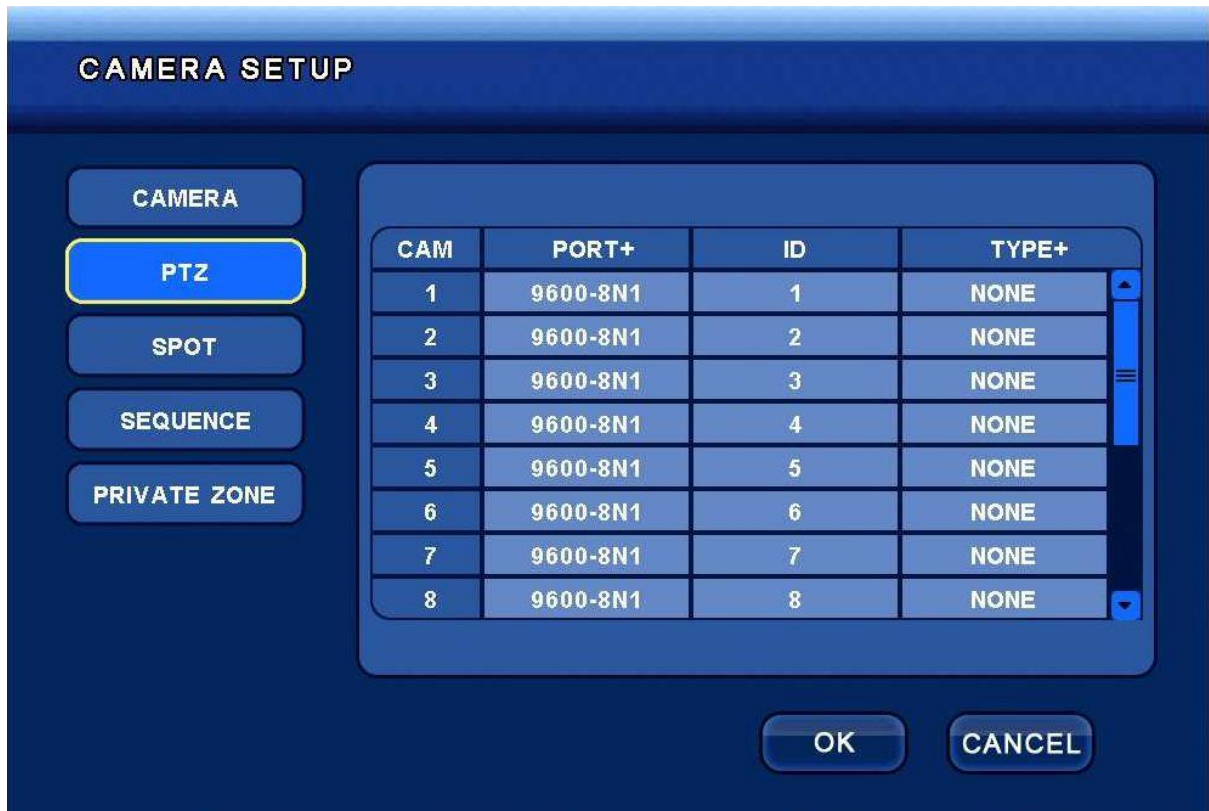 CAMERA SETUP
CAMERA
PTZ
SPOT
SEQUENCE
PRIVATE ZONE
CAM PORT+ ID TYPE+
1 9600-8N1 1 NONE
2 9600-8N1 2 NONE
3 9600-8N1 3 NONE
4 9600-8N1 4 NONE
5 9600-8N1 5 NONE
6 9600-8N1 6 NONE
7 9600-8N1 7 NONE
8 9600-8N1 8 NONE
OK CANCEL